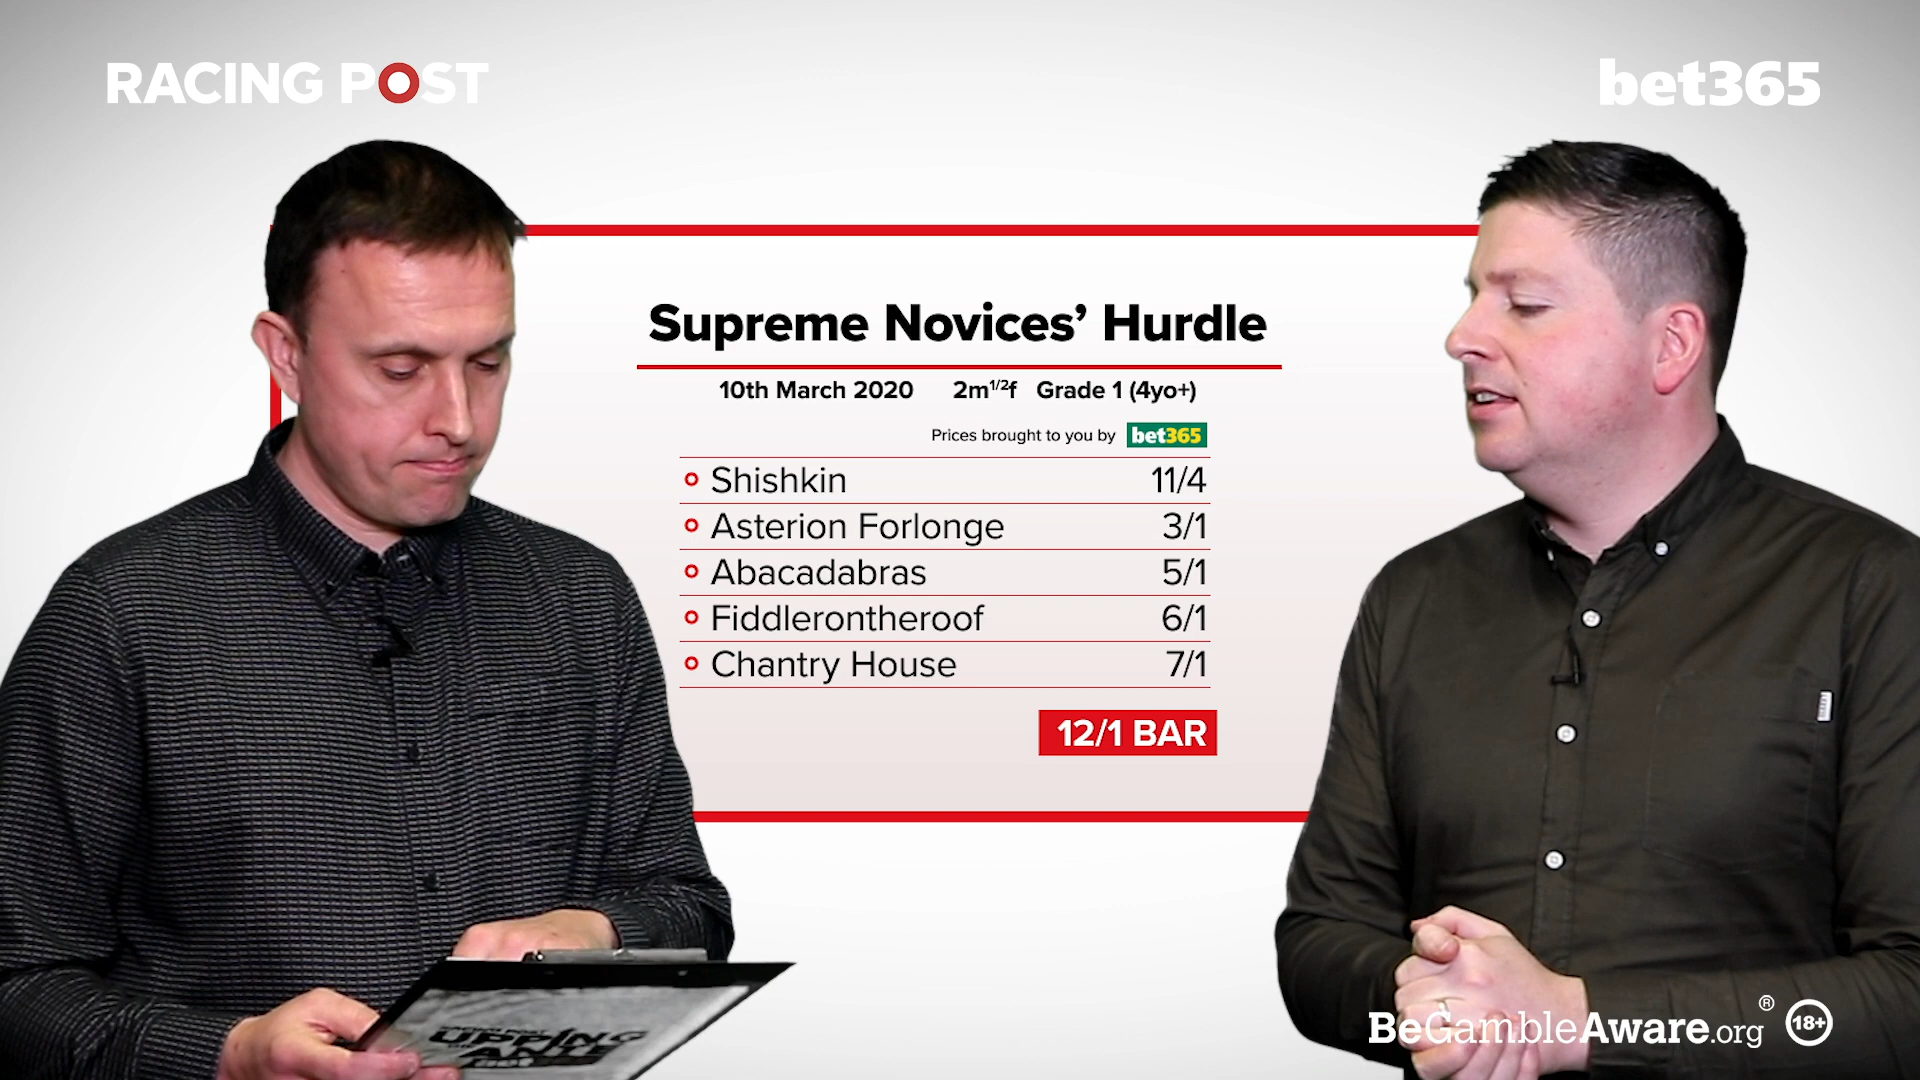 RACING POST
bet365
Supreme Novices’ Hurdle
10th March 2020 2m1/2f Grade 1 (4yo+)
Prices brought to you by bet365
Shishkin 11/4
Asterion Forlonge 3/1
Abacadabras 5/1
Fiddlerontheroof 6/1
Chantry House 7/1
12/1 BAR
UPPING
ANTE
BeGambleAware.org®
18+